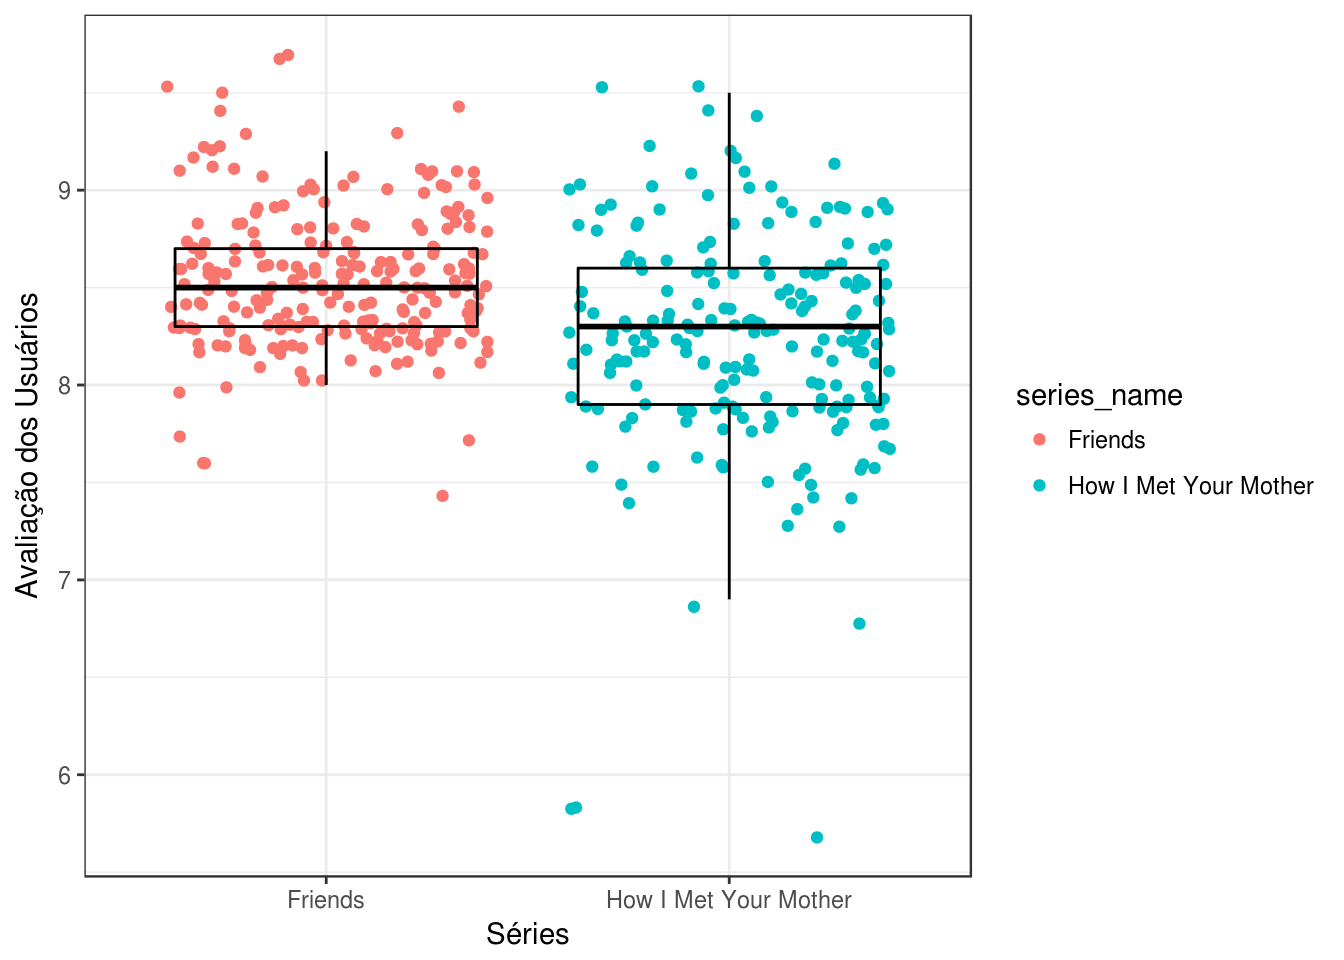 Avaliação dos Usuários
9
8
7
6
Friends
How I Met Your Mother
Séries
series_name
Friends
How I Met Your Mother